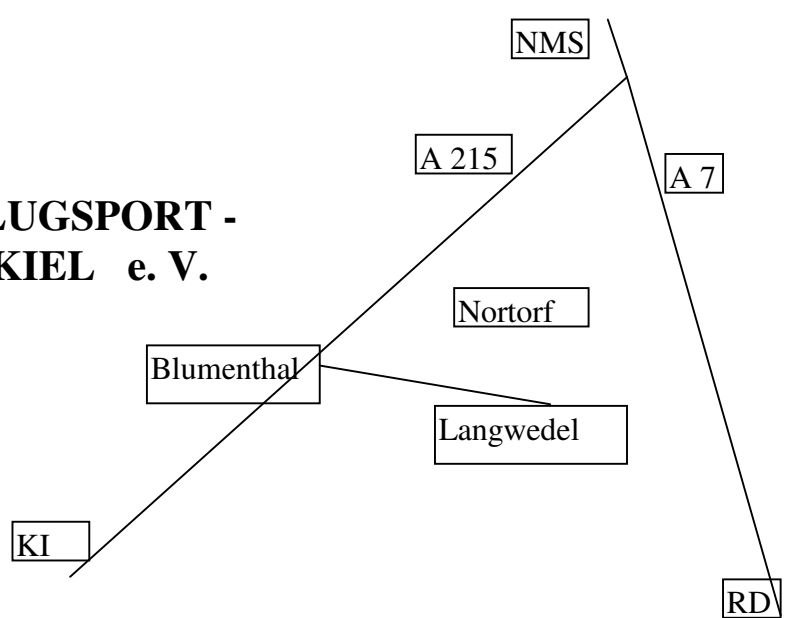 NMS
A 215
A 7
LUGSPORT -
KIEL e. V.
Nortorf
Blumenthal
Langwedel
KI
RD